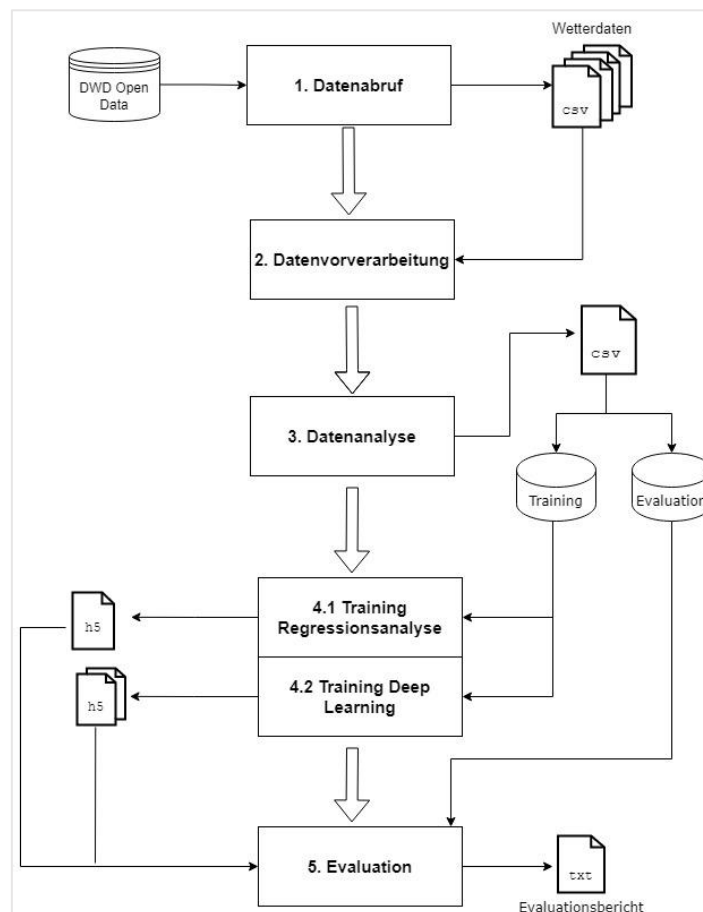 Wetterdaten
DWD Open
Data
1. Datenabruf
csv
2. Datenvorverarbeitung
csv
3. Datenanalyse
Training
Evaluation
4.1 Training
Regressionsanalyse
h5
4.2 Training Deep
Learning
h5
5. Evaluation
txt
Evaluationsbericht